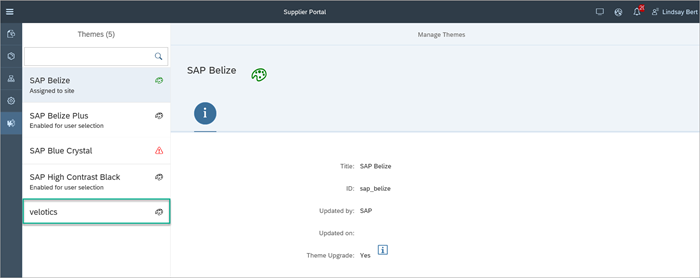 Supplier Portal
21
Lindsay Bert
Themes (5)
Manage Themes
SAP Belize
Assigned to site
SAP Belize Plus
Enabled for user selection
SAP Blue Crystal
SAP High Contrast Black
Enabled for user selection
velotics
SAP Belize
i
Title: SAP Belize
ID: sap_belize
Updated by: SAP
Updated on:
Theme Upgrade: Yes i